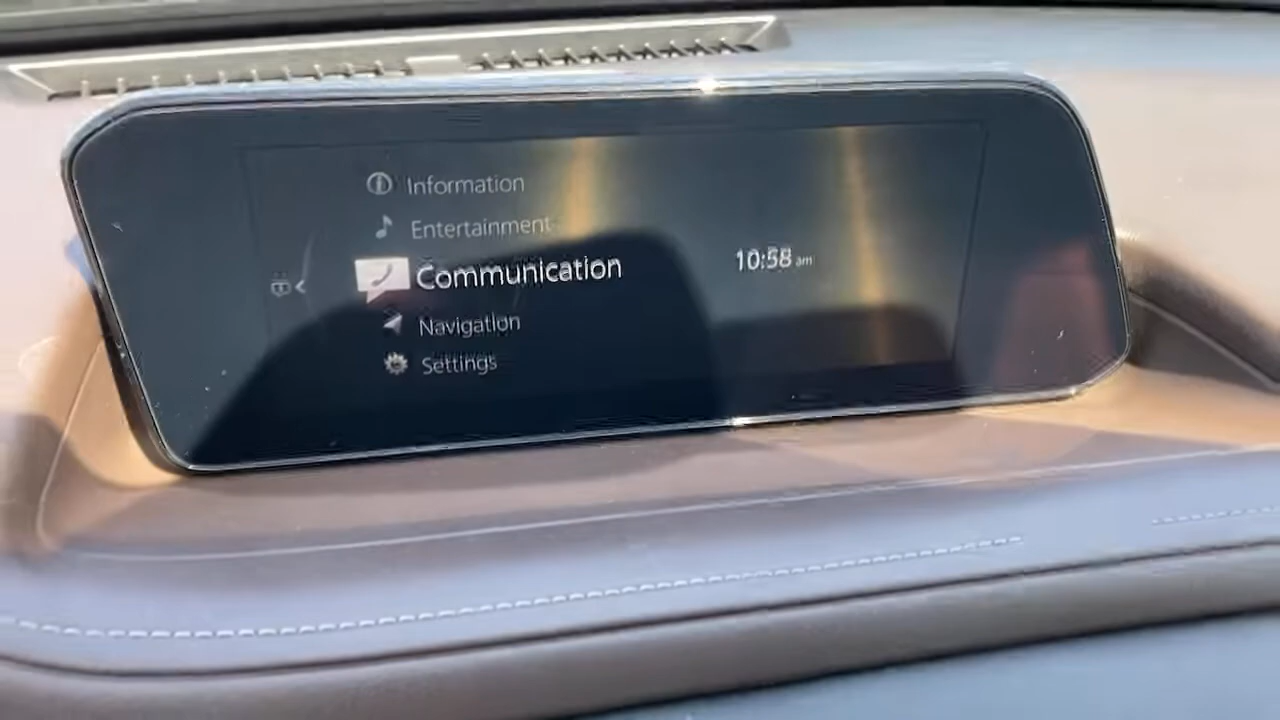 Information
Entertainment
Communication
10:58 am
Navigation
Settings